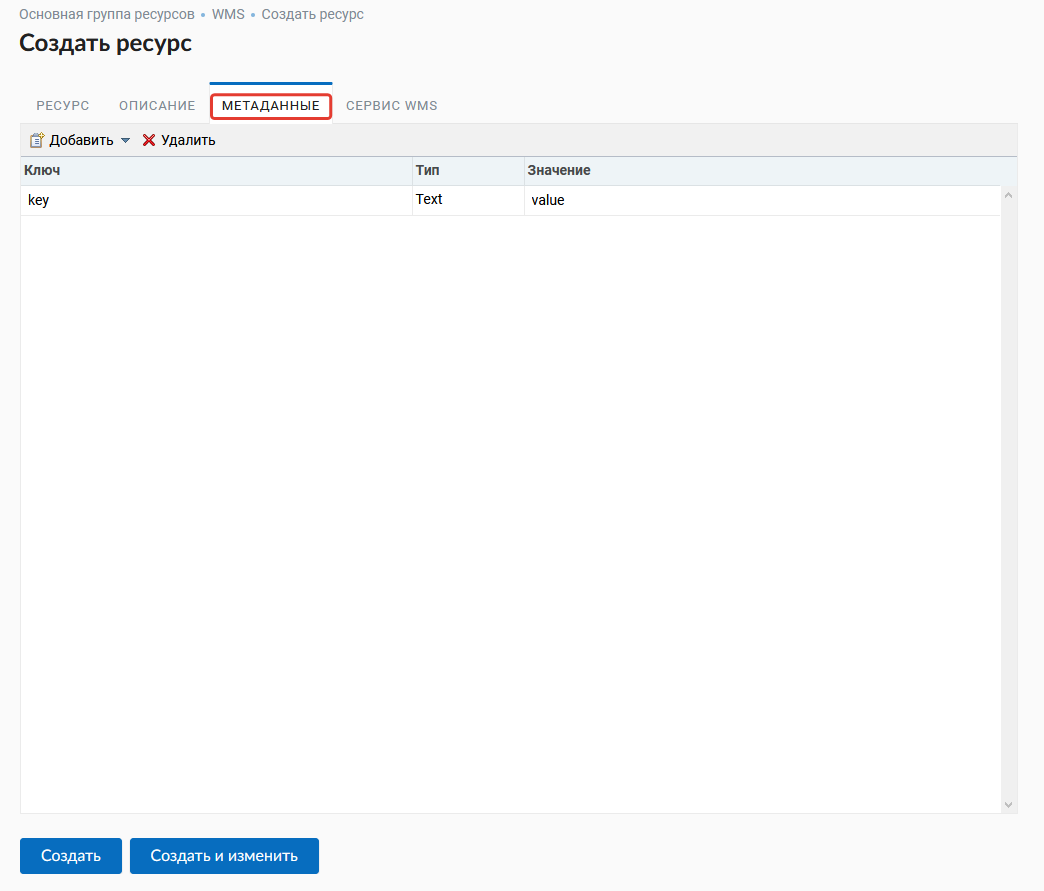 Основная группа ресурсов • WMS • Создать ресурс
Создать ресурс
РЕСУРС ОПИСАНИЕ МЕТАДАННЫЕ СЕРВИС WMS
Добавить Удалить
Ключ Тип Значение
key Text value
Создать Создать и изменить